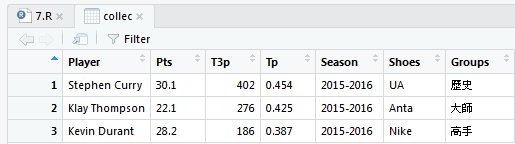 7.R collec
Filter
Player Pts T3p Tp Season Shoes Groups
1 Stephen Curry 30.1 402 0.454 2015-2016 UA 歷史
2 Klay Thompson 22.1 276 0.425 2015-2016 Anta 大師
3 Kevin Durant 28.2 186 0.387 2015-2016 Nike 高手